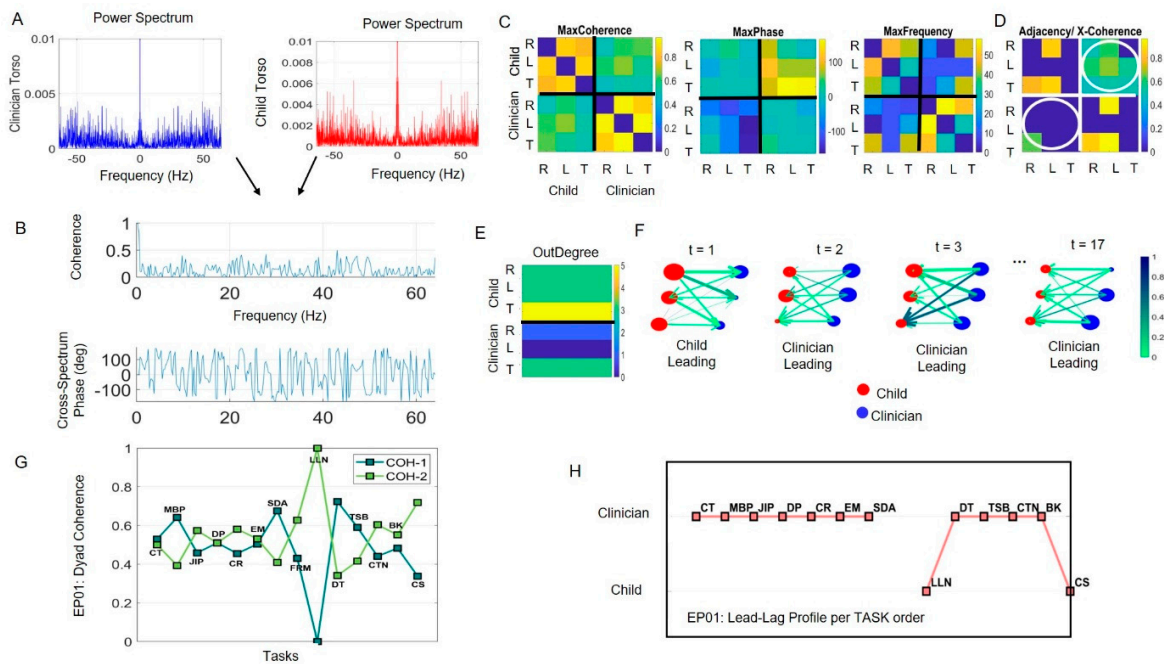 A
Power Spectrum
Power Spectrum
Clinician Torso
0.01
0.005
0
-50
0
50
Frequency (Hz)
Child Torso
0.01
0.008
0.006
0.004
0.002
0
-50
0
50
Frequency (Hz)
B
Coherence
1
0.5
0
0
20
40
60
Frequency (Hz)
Cross-Spectrum
Phase (deg)
100
0
-100
0
20
40
60
C
MaxCoherence
Child
Clinician
R
L
T
R
L
T
R L T R L T
Child Clinician
0.8
0.6
0.4
0.2
0
MaxPhase
R
L
T
R
L
T
R L T R L T
100
0
-100
MaxFrequency
R
L
T
R
L
T
R L T R L T
50
40
30
20
10
0
D
Adjacency/ X-Coherence
R
L
T
R
L
T
R L T R L T
0.8
0.6
0.4
0.2
0
E
OutDegree
Child
Clinician
R
L
T
R
L
T
5
4
3
2
1
0
F
t = 1
t = 2
t = 3
...
t = 17
Child
Leading
Clinician
Leading
Clinician
Leading
Clinician
Leading
1
0.8
0.6
0.4
0.2
0
Child
Clinician
G
EP01: Dyad Coherence
1
0.8
0.6
0.4
0.2
0
COH-1
COH-2
CT
MBP
JIP
DP
CR
EM
SDA
FRM
LLN
DT
TSB
CTN
BK
CS
Tasks
H
Clinician
Child
CT
MBP
JIP
DP
CR
EM
SDA
LLN
DT
TSB
CTN
BK
CS
EP01: Lead-Lag Profile per TASK order